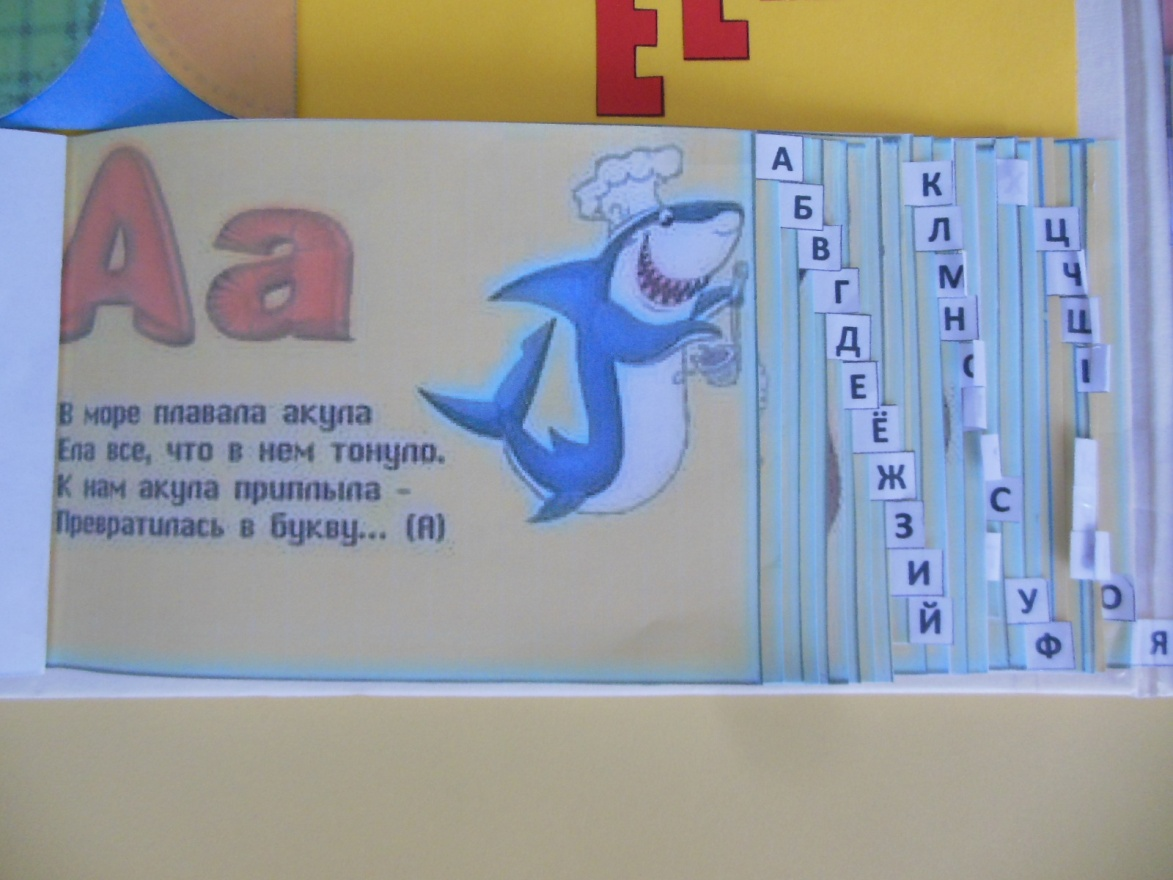 Е
Аа
В море плавала акула
Ела все, что в нем тонуло.
К нам акула приплыла -
Превратилась в букву... (А)
А
Б
В
Г
Д
Е
Ё
Ж
З
И
Й
К
Л
М
Н
С
У
Ф
Ц
Ч
Ш
Я